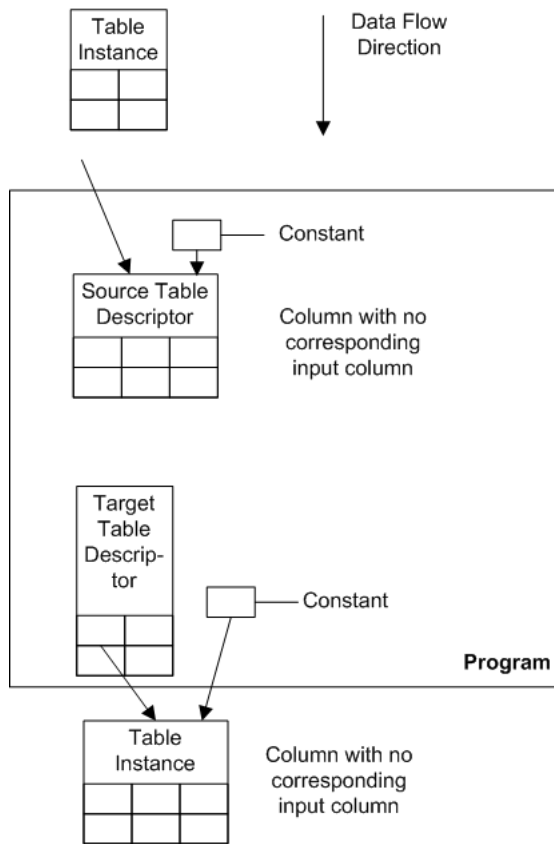 Table
Instance
Data Flow
Direction
Constant
Source Table
Descriptor
Column with no
corresponding
input column
Target
Table
Descrip-
tor
Constant
Program
Table
Instance
Column with no
corresponding
input column